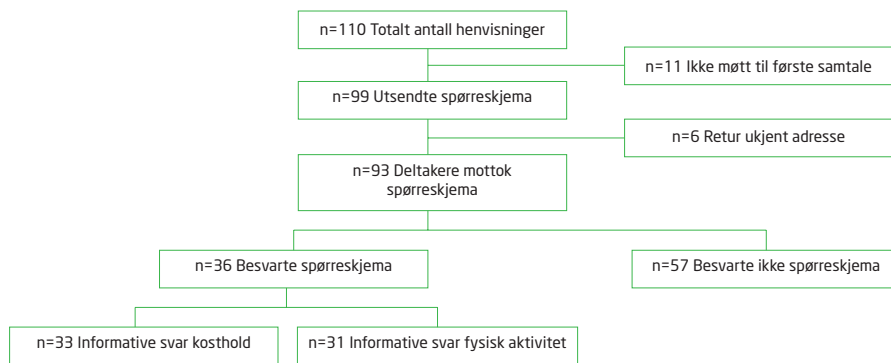 n=110 Totalt antall henvisninger
n=11 Ikke møtt til første samtale
n=99 Utsendte spørreskjema
n=6 Retur ukjent adresse
n=93 Deltakere mottok
spørreskjema
n=36 Besvarte spørreskjema
n=57 Besvarte ikke spørreskjema
n=33 Informative svar kosthold
n=31 Informative svar fysisk aktivitet